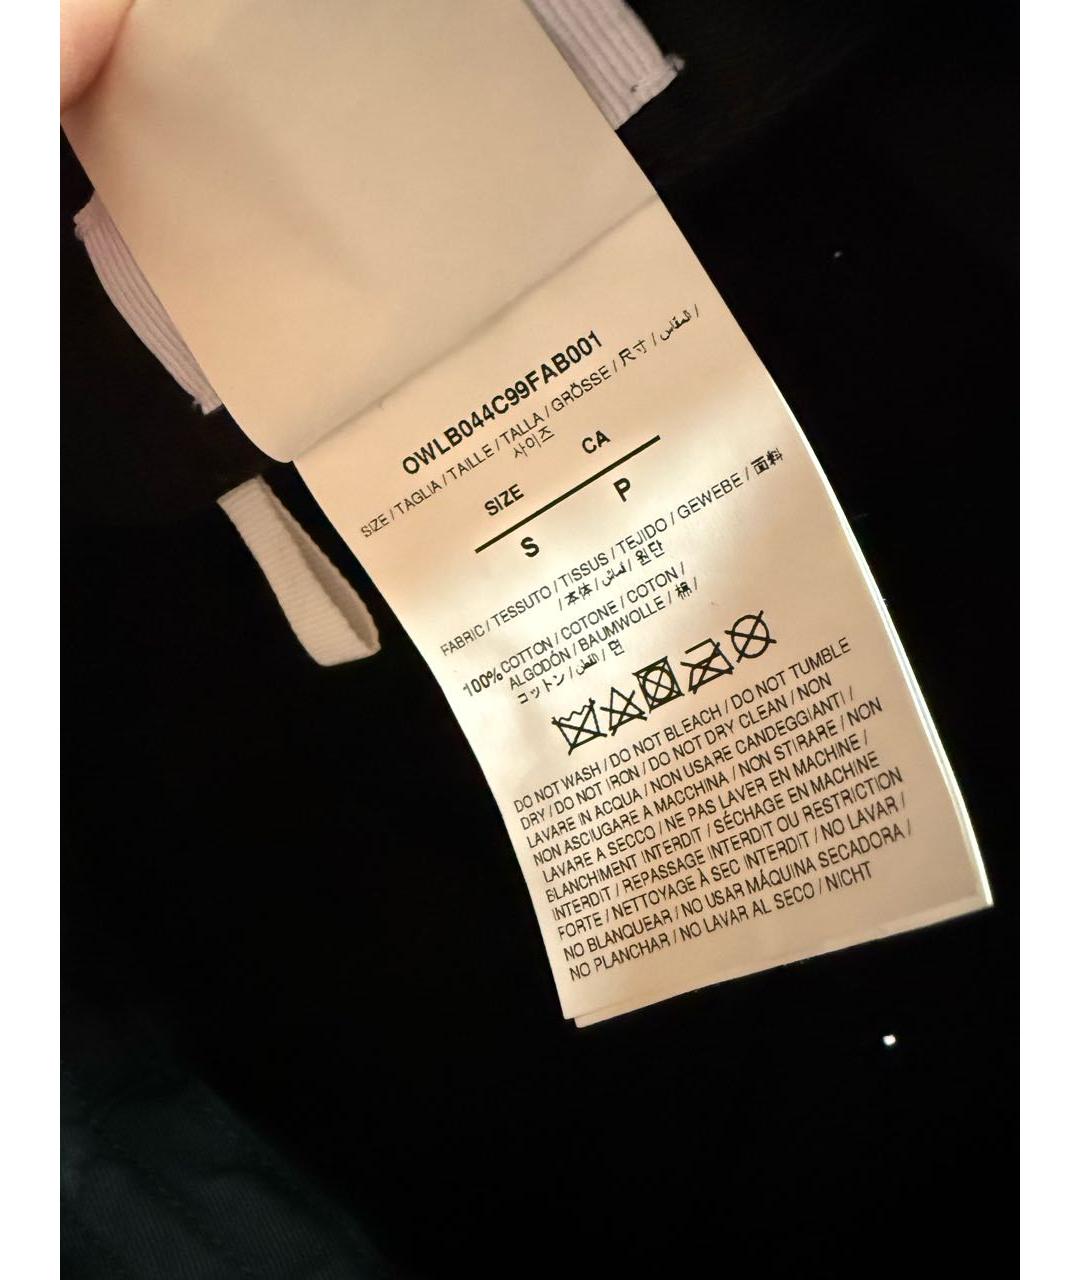 OWLB044C99FAB001
SIZE / TAGLIA / TAILLE / TALLA / GRÖSSE / 尺寸 / المقاس /
사이즈
SIZE CA
S P
FABRIC / TESSUTO / TISSUS / TEJIDO / GEWEBE / 面料
/ 本体 / قماش / 원단
100% COTTON / COTONE / COTON /
ALGODÓN / BAUMWOLLE / 棉 /
コットン / القطن / 면
DO NOT WASH / DO NOT BLEACH / DO NOT TUMBLE
DRY / DO NOT IRON / DO NOT DRY CLEAN / NON
LAVARE IN ACQUA / NON USARE CANDEGGIANTI /
NON ASCIUGARE A MACCHINA / NON STIRARE / NON
LAVARE A SECCO / NE PAS LAVER EN MACHINE /
BLANCHIMENT INTERDIT / SÉCHAGE EN MACHINE
INTERDIT / REPASSAGE INTERDIT OU RESTRICTION
FORTE / NETTOYAGE À SEC INTERDIT / NO LAVAR /
NO BLANQUEAR / NO USAR MÁQUINA SECADORA /
NO PLANCHAR / NO LAVAR AL SECO / NICHT